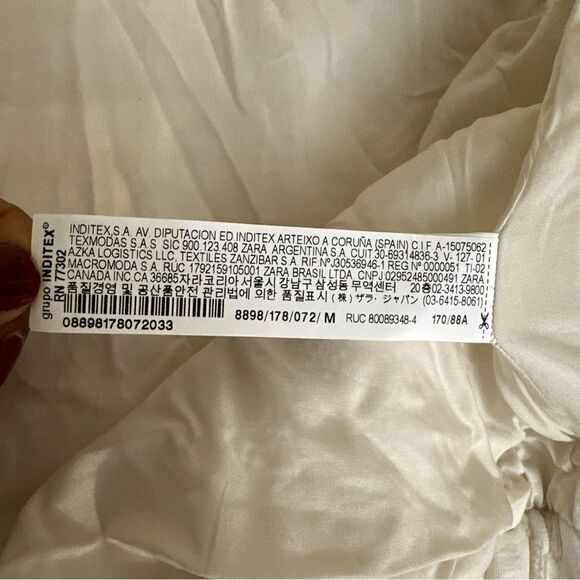 grupo INDITEX®
RN 77302
INDITEX,S.A. AV. DIPUTACION ED INDITEX ARTEIXO A CORUÑA (SPAIN) C.I.F A-15075062
TEXMODAS S.A.S SIC 900.123.408 ZARA ARGENTINA S.A. CUIT 30-69314836-3 V- 127- 01
AZKA LOGISTICS LLC, TEXTILES ZANZIBAR S.A. RIF NºJ30536946-1 REG Nº 0000051 TI-02
MACROMODA S.A. RUC 1792159105001 ZARA BRASIL LTDA CNPJ 02952485000491 ZARA
CANADA INC CA 39685자라코리아 서울시 강남구 삼성동 무역센터 20층 02-3413-9800
품질경영 및 공산품안전 관리법에 의한 품질표시 (株) ザラ・ジャパン (03-6415-8061)
08898178072033
8898/178/072/ M
RUC 80089348-4
170/88A